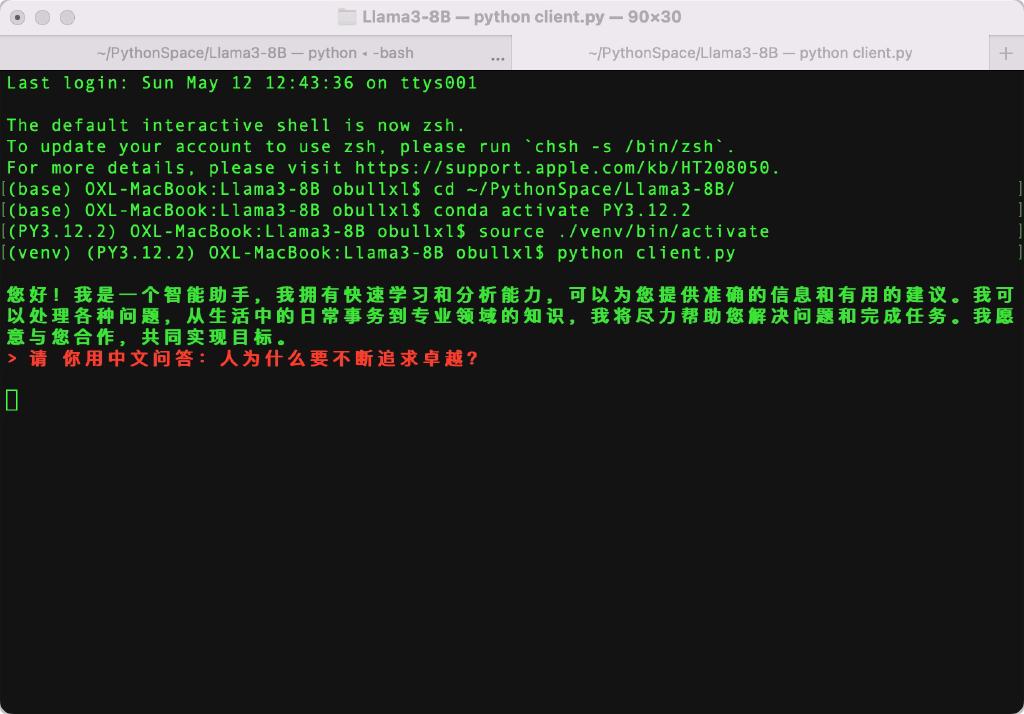 Llama3-8B — python client.py — 90×30
~/PythonSpace/Llama3-8B — python ◂ -bash ...
~/PythonSpace/Llama3-8B — python client.py +
Last login: Sun May 12 12:43:36 on ttys001
The default interactive shell is now zsh.
To update your account to use zsh, please run `chsh -s /bin/zsh`.
For more details, please visit https://support.apple.com/kb/HT208050.
[(base) OXL-MacBook:Llama3-8B obullxl$ cd ~/PythonSpace/Llama3-8B/ ]
[(base) OXL-MacBook:Llama3-8B obullxl$ conda activate PY3.12.2 ]
[(PY3.12.2) OXL-MacBook:Llama3-8B obullxl$ source ./venv/bin/activate ]
[(venv) (PY3.12.2) OXL-MacBook:Llama3-8B obullxl$ python client.py ]
您好！我是一个智能助手，我拥有快速学习和分析能力，可以为您提供准确的信息和有用的建议。我可
以处理各种问题，从生活中的日常事务到专业领域的知识，我将尽力帮助您解决问题和完成任务。我愿
意与您合作，共同实现目标。
> 请 你用中文问答：人为什么要不断追求卓越？